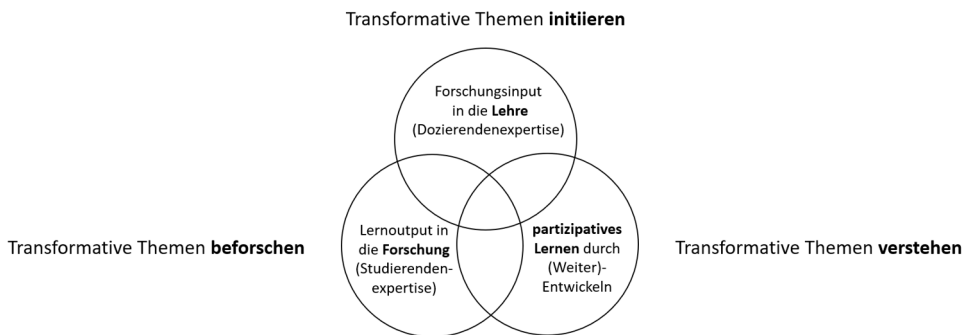 Transformative Themen initiieren
Forschungsinput
in die Lehre
(Dozierendenexpertise)
Transformative Themen beforschen
Lernoutput in
die Forschung
(Studierenden-
expertise)
partizipatives
Lernen durch
(Weiter)-
Entwickeln
Transformative Themen verstehen